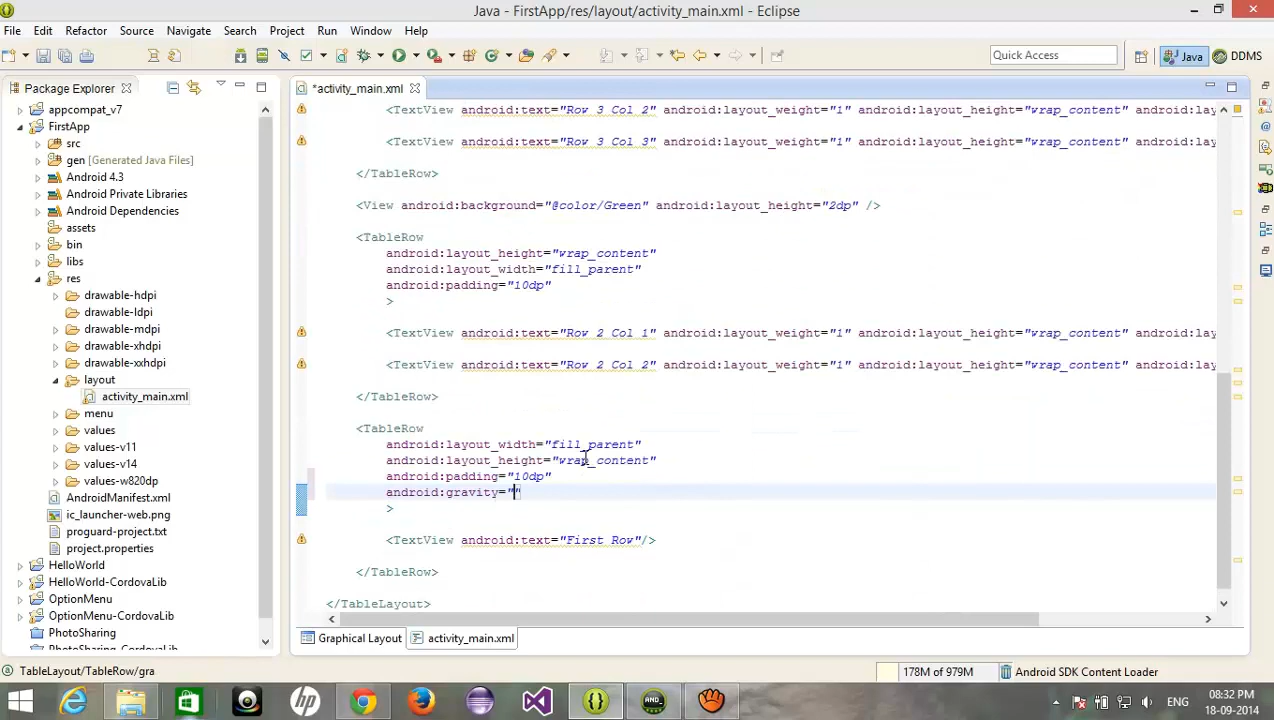 Java - FirstApp/res/layout/activity_main.xml - Eclipse
File Edit Refactor Source Navigate Search Project Run Window Help
Quick Access Java DDMS
Package Explorer *activity_main.xml
appcompat_v7
FirstApp
src
gen [Generated Java Files]
Android 4.3
Android Private Libraries
Android Dependencies
assets
bin
libs
res
drawable-hdpi
drawable-ldpi
drawable-mdpi
drawable-xhdpi
drawable-xxhdpi
layout
activity_main.xml
menu
values
values-v11
values-v14
values-w820dp
AndroidManifest.xml
ic_launcher-web.png
proguard-project.txt
project.properties
HelloWorld
HelloWorld-CordovaLib
OptionMenu
OptionMenu-CordovaLib
PhotoSharing
PhotoSharing-CordovaLib
<TextView android:text="Row 3 Col 2" android:layout_weight="1" android:layout_height="wrap_content" android:lay
<TextView android:text="Row 3 Col 3" android:layout_weight="1" android:layout_height="wrap_content" android:lay
</TableRow>
<View android:background="@color/Green" android:layout_height="2dp" />
<TableRow
android:layout_height="wrap_content"
android:layout_width="fill_parent"
android:padding="10dp"
>
<TextView android:text="Row 2 Col 1" android:layout_weight="1" android:layout_height="wrap_content" android:lay
<TextView android:text="Row 2 Col 2" android:layout_weight="1" android:layout_height="wrap_content" android:lay
</TableRow>
<TableRow
android:layout_width="fill_parent"
android:layout_height="wrap_content"
android:padding="10dp"
android:gravity=""
>
<TextView android:text="First Row"/>
</TableRow>
</TableLayout>
Graphical Layout activity_main.xml
TableLayout/TableRow/gra 178M of 979M Android SDK Content Loader
ENG 08:32 PM
18-09-2014